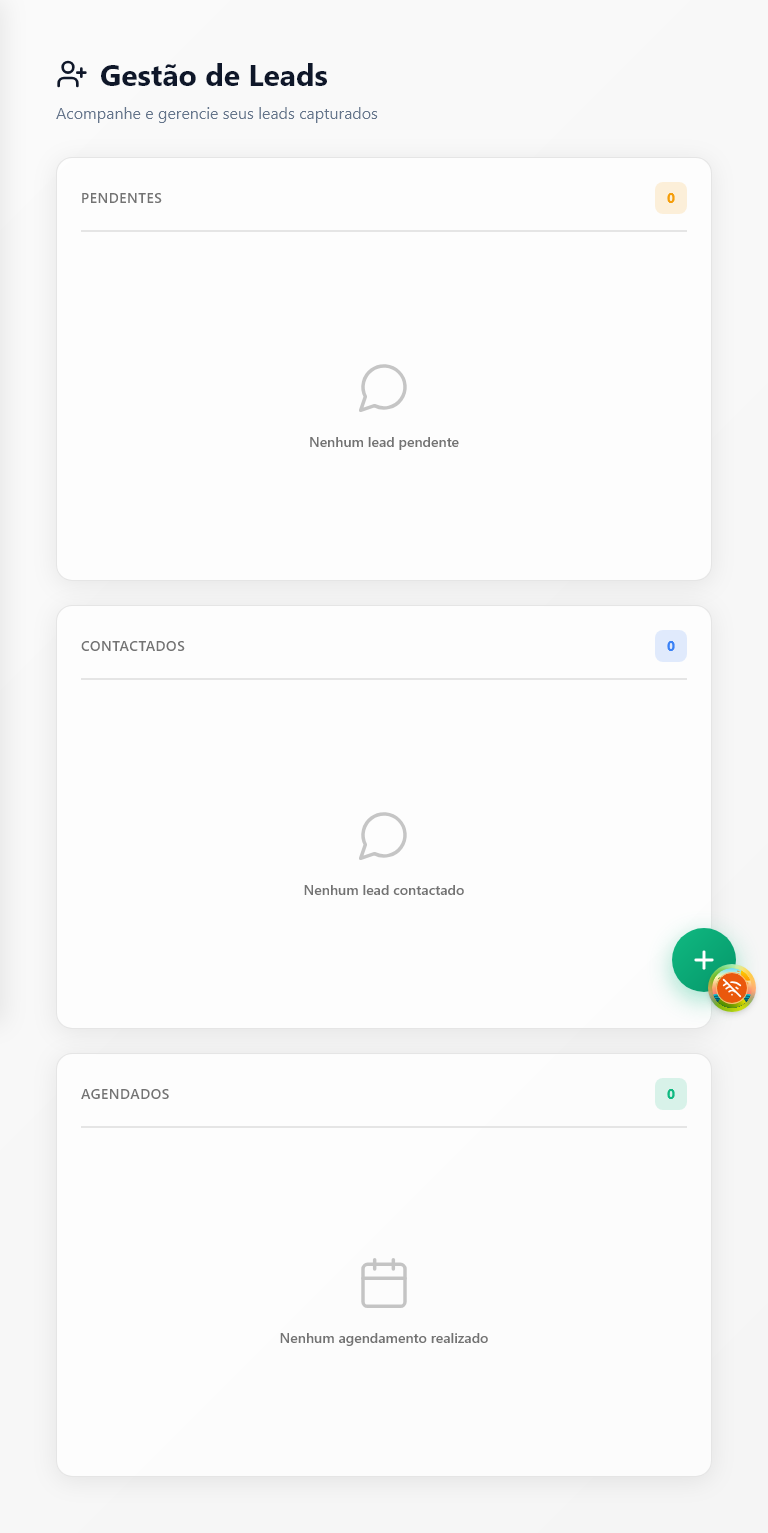 Gestão de Leads
Acompanhe e gerencie seus leads capturados
PENDENTES 0
Nenhum lead pendente
CONTACTADOS 0
Nenhum lead contactado
AGENDADOS 0
Nenhum agendamento realizado